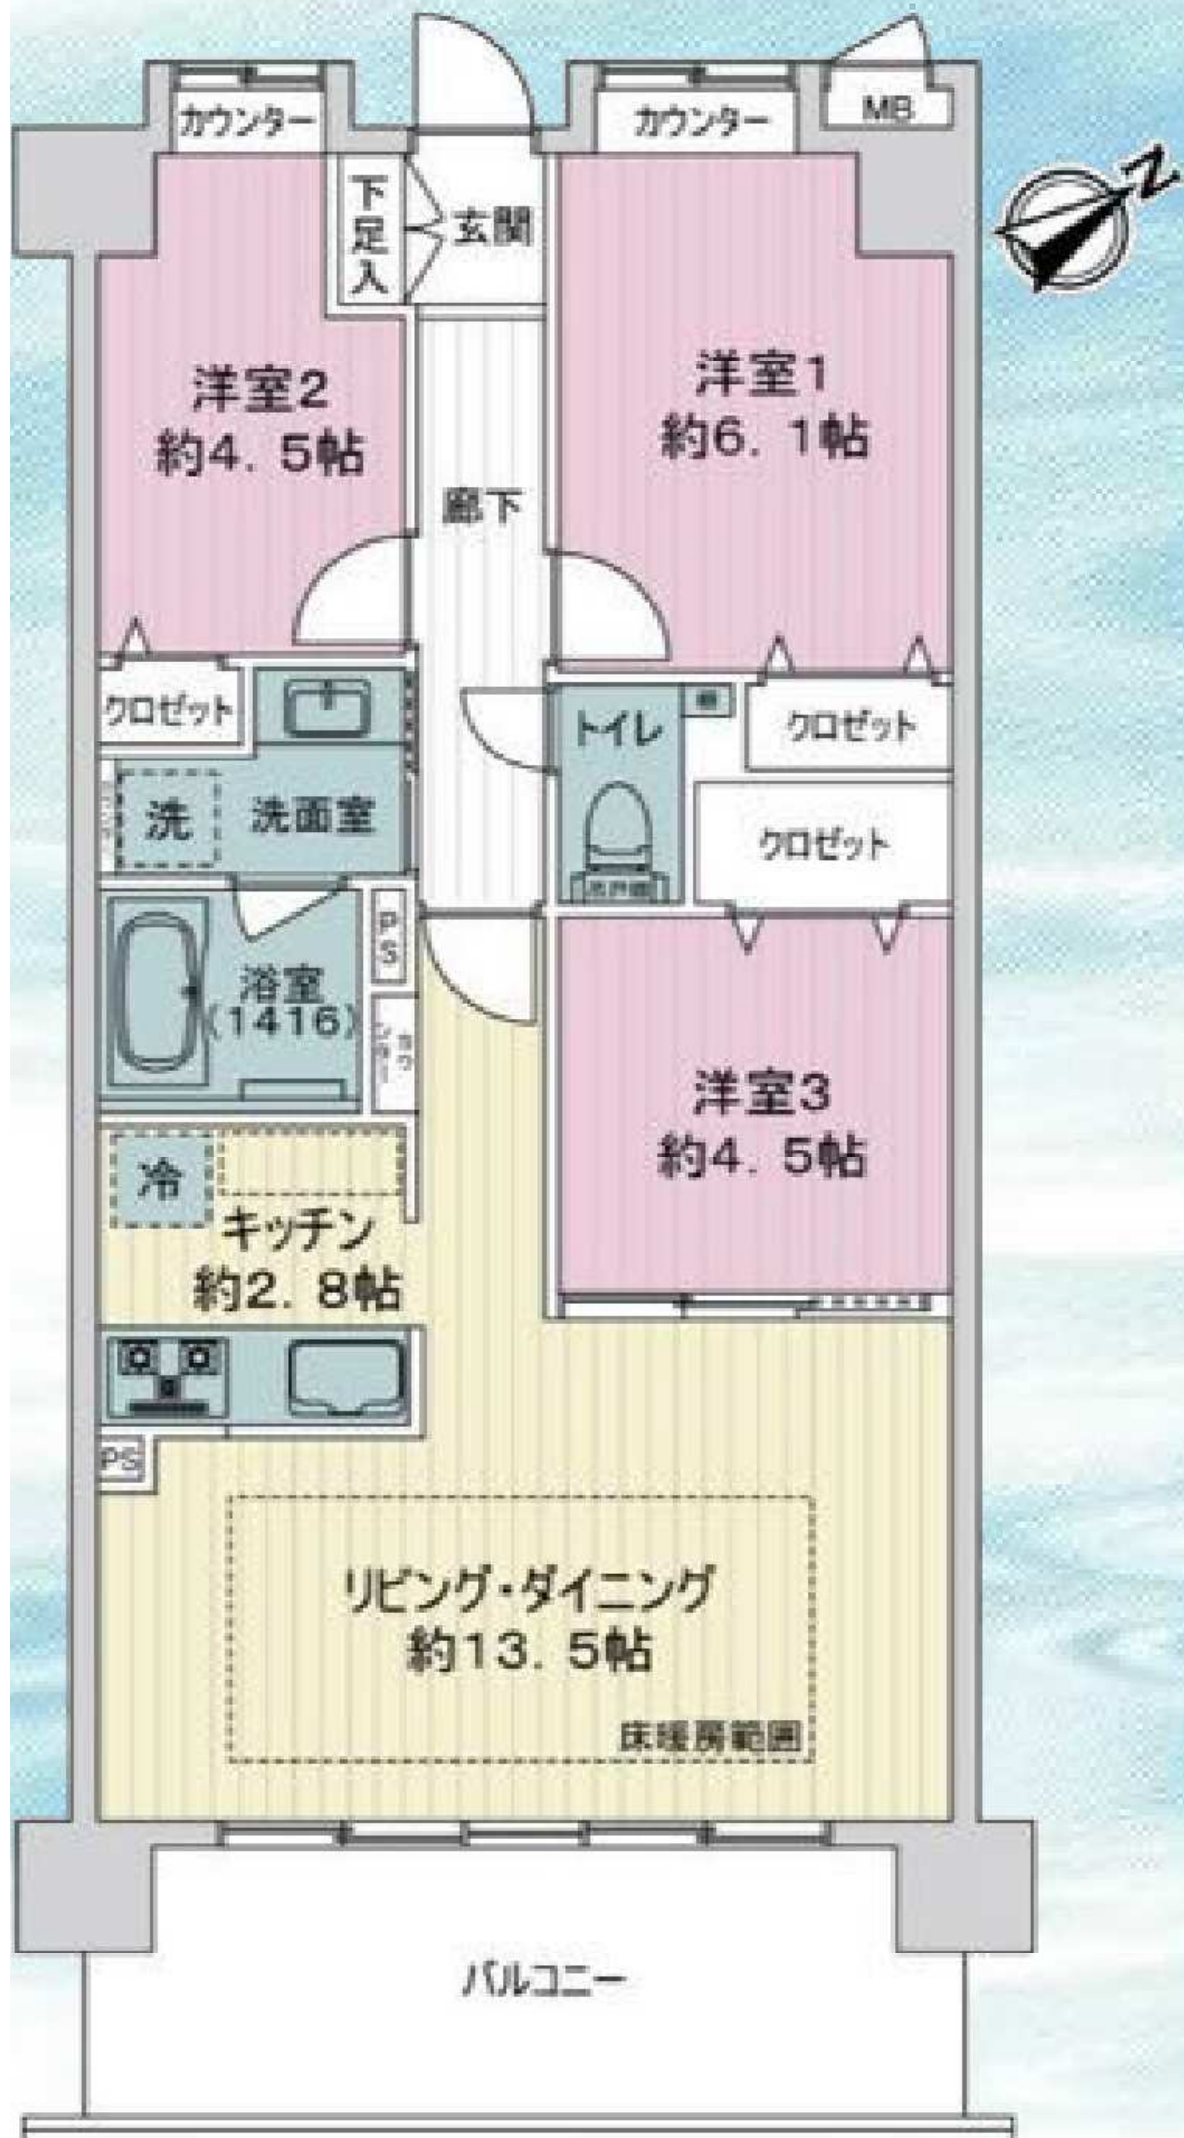 カウンター
カウンター
MB
N
下足入
玄関
洋室2
約4.5帖
洋室1
約6.1帖
廊下
クロゼット
トイレ
クロゼット
洗
洗面室
クロゼット
PS
浴室
(1416)
洋室3
約4.5帖
冷
キッチン
約2.8帖
PS
リビング・ダイニング
約13.5帖
床暖房範囲
バルコニー